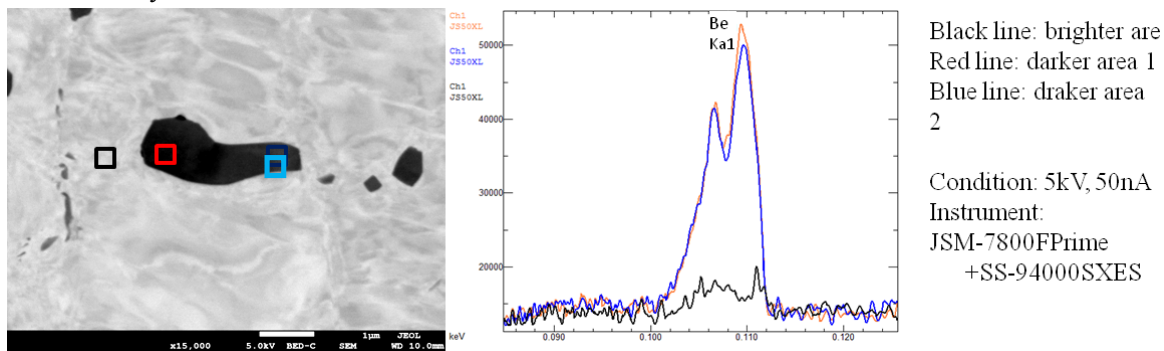 Ch1
JS50XL
Ch1
JS50XL
Ch1
JS50XL
Be
Ka1
50000
40000
30000
20000
keV
0.090
0.100
0.110
0.120
x15,000 5.0kV BED-C SEM 1μm JEOL WD 10.0mm
Black line: brighter are
Red line: darker area 1
Blue line: draker area
2
Condition: 5kV, 50nA
Instrument:
JSM-7800FPrime
+SS-94000SXES